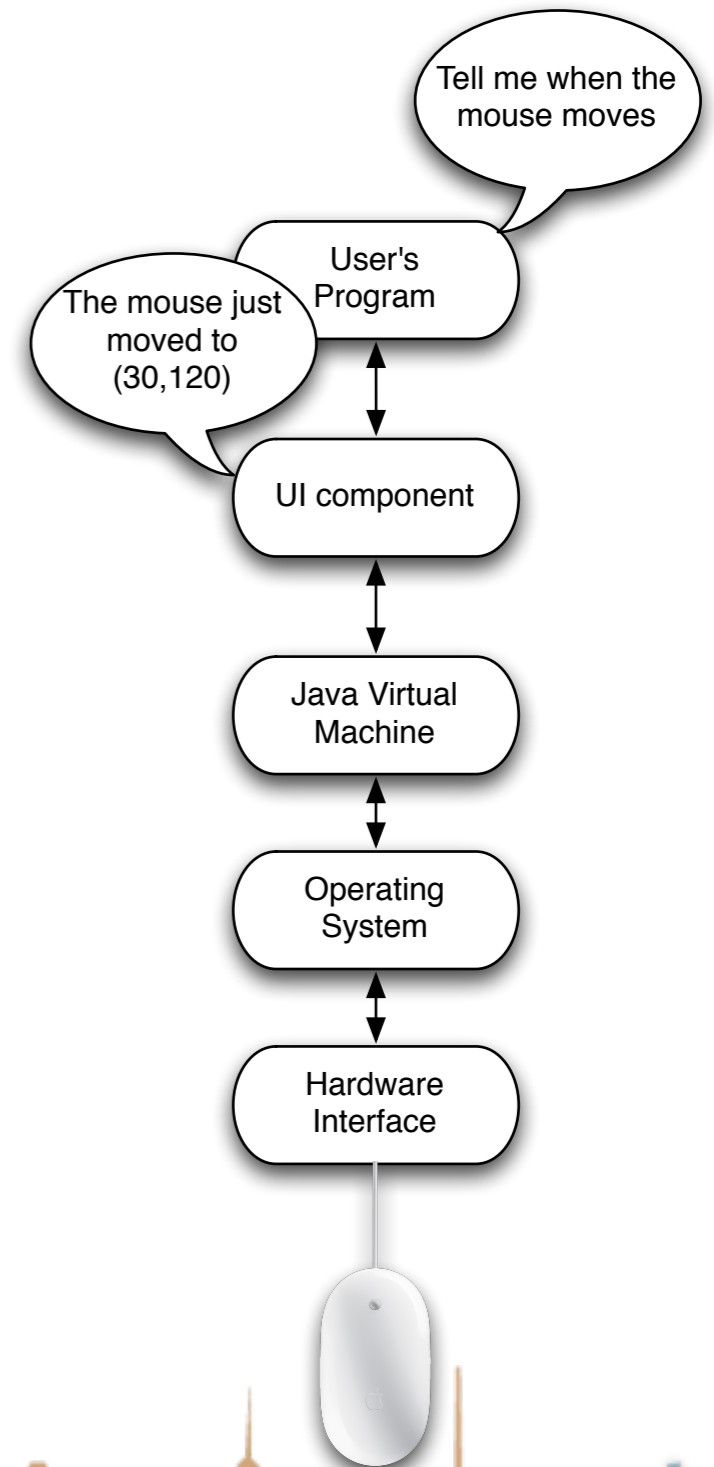 Tell me when the
mouse moves
User's
Program
The mouse just
moved to
(30,120)
UI component
Java Virtual
Machine
Operating
System
Hardware
Interface